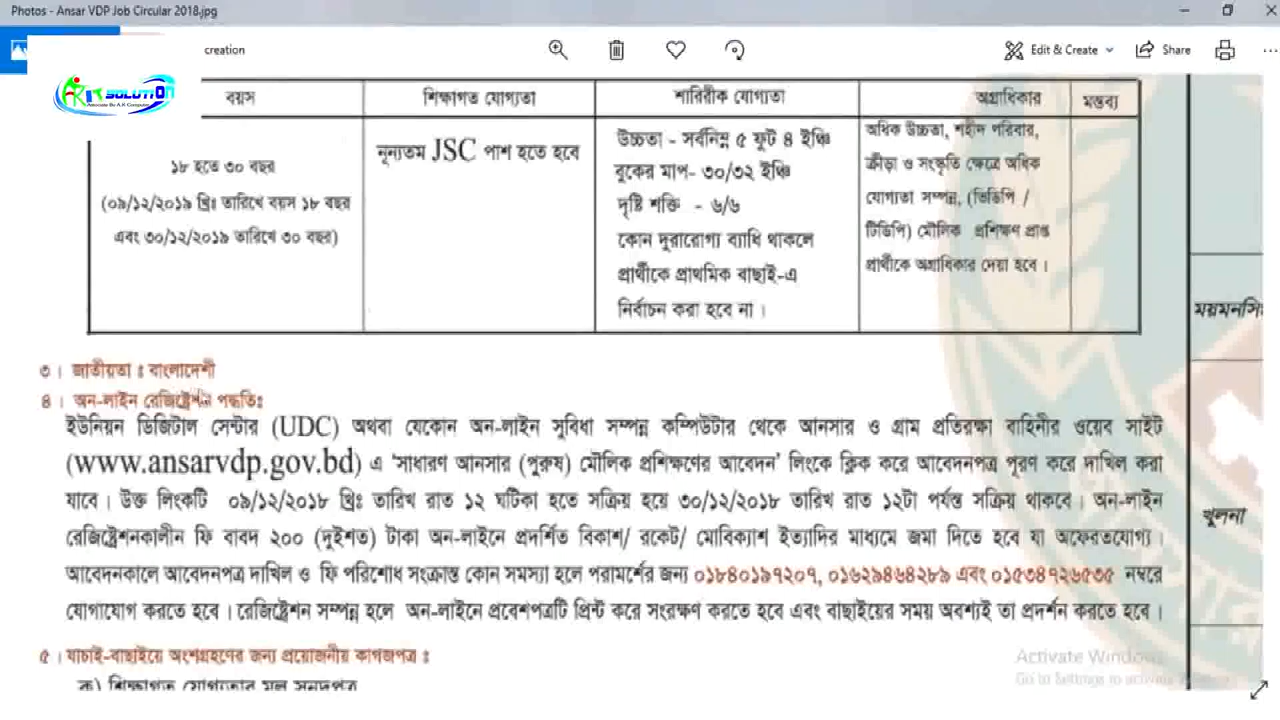 Photos - Ansar VDP Job Circular 2018.jpg
creation
Edit & Create
Share
IT SOLUTION
বয়স
শিক্ষাগত যোগ্যতা
শারিরীক যোগ্যতা
অগ্রাধিকার
মন্তব্য
১৮ হতে ৩০ বছর
(০৯/১২/২০১৯ খ্রিঃ তারিখে বয়স ১৮ বছর
এবং ৩০/১২/২০১৯ তারিখে ৩০ বছর)
নূন্যতম JSC পাশ হতে হবে
উচ্চতা - সর্বনিম্ন ৫ ফুট ৪ ইঞ্চি
বুকের মাপ- ৩০/৩২ ইঞ্চি
দৃষ্টি শক্তি - ৬/৬
কোন দুরারোগ্য ব্যাধি থাকলে
প্রার্থীকে প্রাথমিক বাছাই-এ
নির্বাচন করা হবে না ।
অধিক উচ্চতা, শহীদ পরিবার,
ক্রীড়া ও সংস্কৃতি ক্ষেত্রে অধিক
যোগ্যতা সম্পন্ন, (ভিডিপি /
টিডিপি) মৌলিক প্রশিক্ষণ প্রাপ্ত
প্রার্থীকে অগ্রাধিকার দেয়া হবে ।
ময়মনসিং
খুলনা
৩ । জাতীয়তা ঃ বাংলাদেশী
৪ । অন-লাইন রেজিষ্ট্রেশন পদ্ধতিঃ
ইউনিয়ন ডিজিটাল সেন্টার (UDC) অথবা যেকোন অন-লাইন সুবিধা সম্পন্ন কম্পিউটার থেকে আনসার ও গ্রাম প্রতিরক্ষা বাহিনীর ওয়েব সাইট
(www.ansarvdp.gov.bd) এ ‘সাধারণ আনসার (পুরুষ) মৌলিক প্রশিক্ষণের আবেদন’ লিংকে ক্লিক করে আবেদনপত্র পূরণ করে দাখিল করা
যাবে । উক্ত লিংকটি ০৯/১২/২০১৮ খ্রিঃ তারিখ রাত ১২ ঘটিকা হতে সক্রিয় হয়ে ৩০/১২/২০১৮ তারিখ রাত ১২টা পর্যন্ত সক্রিয় থাকবে । অন-লাইন
রেজিষ্ট্রেশনকালীন ফি বাবদ ২০০ (দুইশত) টাকা অন-লাইনে প্রদর্শিত বিকাশ/ রকেট/ মোবিক্যাশ ইত্যাদির মাধ্যমে জমা দিতে হবে যা অফেরতযোগ্য ।
আবেদনকালে আবেদনপত্র দাখিল ও ফি পরিশোধ সংক্রান্ত কোন সমস্যা হলে পরামর্শের জন্য ০১৮৪০১৯৭২০৭, ০১৬২৯৪৬৪২৮৯ এবং ০১৫৩৪৭২৬৫৩৫ নম্বরে
যোগাযোগ করতে হবে । রেজিষ্ট্রেশন সম্পন্ন হলে অন-লাইনে প্রবেশপত্রটি প্রিন্ট করে সংরক্ষণ করতে হবে এবং বাছাইয়ের সময় অবশ্যই তা প্রদর্শন করতে হবে ।
৫ । যাচাই-বাছাইয়ে অংশগ্রহণের জন্য প্রয়োজনীয় কাগজপত্র ঃ
ক) শিক্ষাগত যোগ্যতার মূল সনদপত্র
Activate Windows
Go to Settings to activate